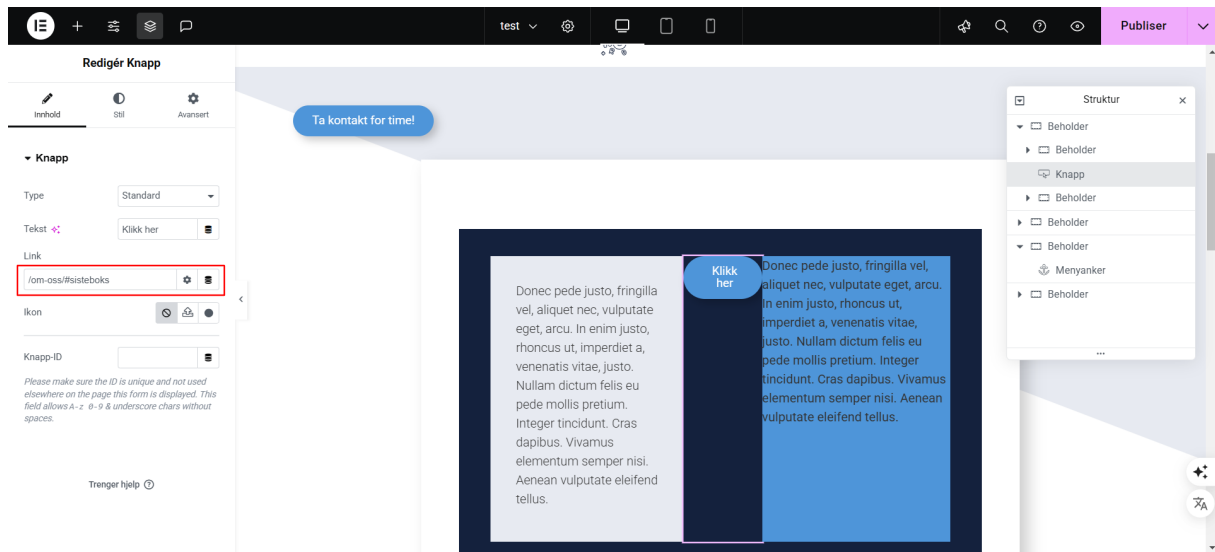 test
Publiser
Redigér Knapp
Innhold
Stil
Avansert
Knapp
Type
Standard
Tekst
Klikk her
Link
/om-oss/#sisteboks
Ikon
Knapp-ID
Please make sure the ID is unique and not used
elsewhere on the page this form is displayed. This
field allows A-z 0-9 & underscore chars without
spaces.
Trenger hjelp
Ta kontakt for time!
Donec pede justo, fringilla
vel, aliquet nec, vulputate
eget, arcu. In enim justo,
rhoncus ut, imperdiet a,
venenatis vitae, justo.
Nullam dictum felis eu
pede mollis pretium.
Integer tincidunt. Cras
dapibus. Vivamus
elementum semper nisi.
Aenean vulputate eleifend
tellus.
Klikk
her
Donec pede justo, fringilla vel,
aliquet nec, vulputate eget, arcu.
In enim justo, rhoncus ut,
imperdiet a, venenatis vitae,
justo. Nullam dictum felis eu
pede mollis pretium. Integer
tincidunt. Cras dapibus. Vivamus
elementum semper nisi. Aenean
vulputate eleifend tellus.
Struktur
Beholder
Beholder
Knapp
Beholder
Beholder
Beholder
Menyanker
Beholder